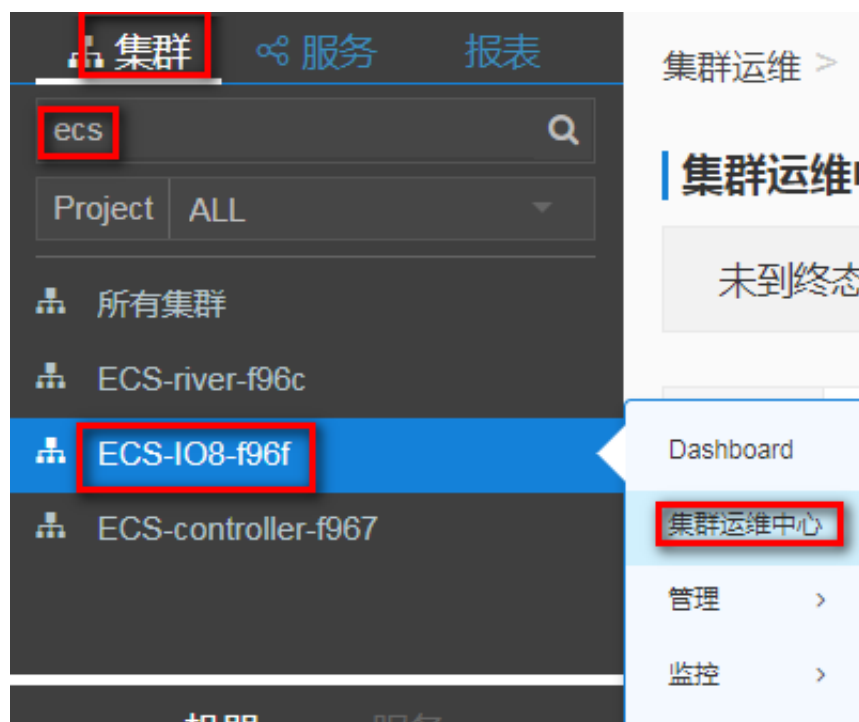 集群 服务 报表
ecs
Project ALL
所有集群
ECS-river-f96c
ECS-IO8-f96f
ECS-controller-f967
集群运维 >
集群运维
未到终态
Dashboard
集群运维中心
管理 >
监控 >